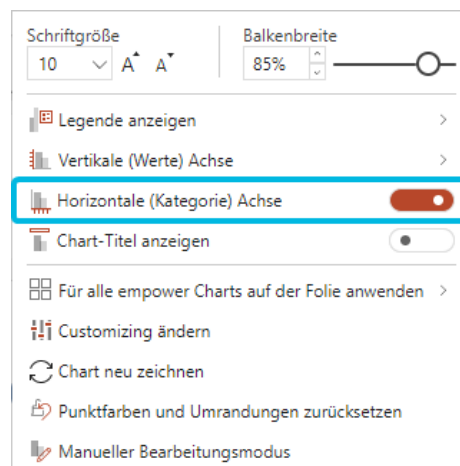 Schriftgröße Balkenbreite
10 A A 85%
Legende anzeigen
Vertikale (Werte) Achse
Horizontale (Kategorie) Achse
Chart-Titel anzeigen
Für alle empower Charts auf der Folie anwenden
Customizing ändern
Chart neu zeichnen
Punktfarben und Umrandungen zurücksetzen
Manueller Bearbeitungsmodus